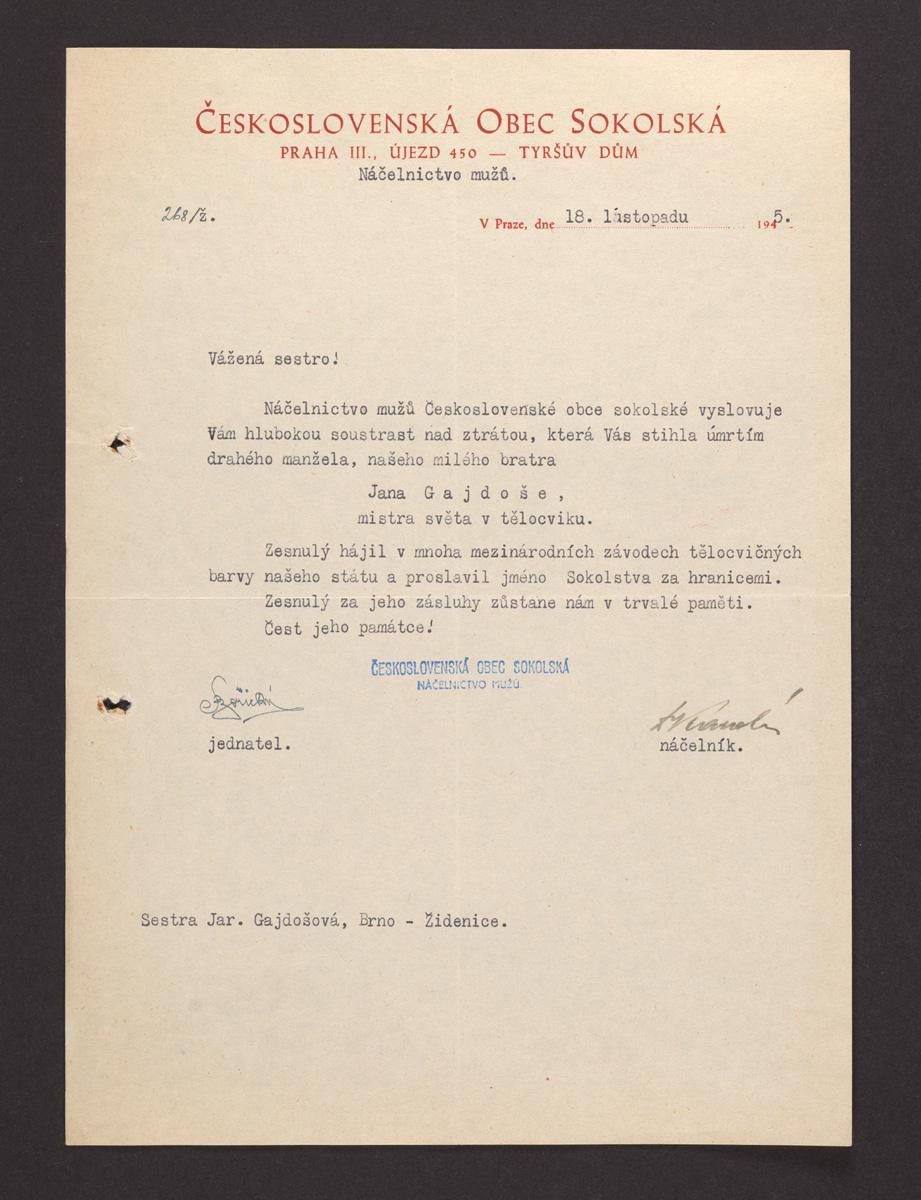 ČESKOSLOVENSKÁ OBEC SOKOLSKÁ
PRAHA III., ÚJEZD 450 — TYRŠŮV DŮM
Náčelnictvo mužů.
268/ž.
V Praze, dne 18. listopadu 1945.
Vážená sestro!
Náčelnictvo mužů Československé obce sokolské vyslovuje
Vám hlubokou soustrast nad ztrátou, která Vás stihla úmrtím
drahého manžela, našeho milého bratra
Jana G a j d o š e ,
mistra světa v tělocviku.
Zesnulý hájil v mnoha mezinárodních závodech tělocvičných
barvy našeho státu a proslavil jméno Sokolstva za hranicemi.
Zesnulý za jeho zásluhy zůstane nám v trvalé paměti.
Čest jeho památce!
ČESKOSLOVENSKÁ OBEC SOKOLSKÁ
NÁČELNICTVO MUŽŮ.
jednatel.
náčelník.
Sestra Jar. Gajdošová, Brno - Židenice.